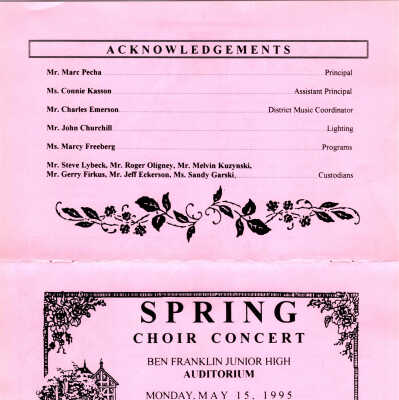 ACKNOWLEDGEMENTS
Mr. Marc Pecha Principal
Ms. Connie Kasson Assistant Principal
Mr. Charles Emerson District Music Coordinator
Mr. John Churchill Lighting
Ms. Marcy Freeberg Programs
Mr. Steve Lybeck, Mr. Roger Oligney, Mr. Melvin Kuzynski,
Mr. Gerry Firkus, Mr. Jeff Eckerson, Ms. Sandy Garski Custodians
SPRING
CHOIR CONCERT
BEN FRANKLIN JUNIOR HIGH
AUDITORIUM
MONDAY, MAY 15, 1995